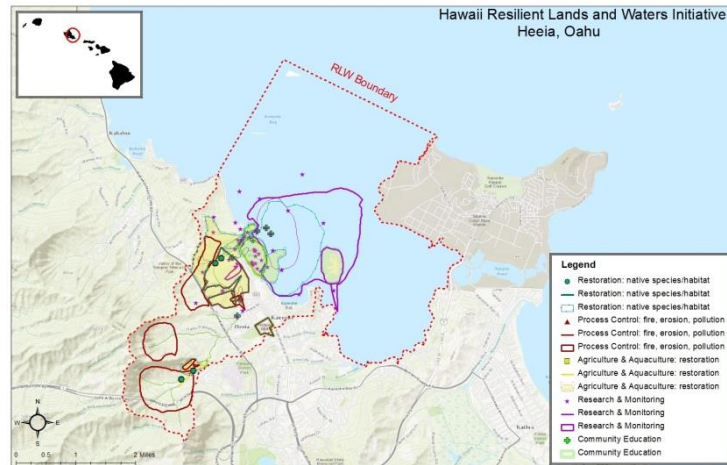 Hawaii Resilient Lands and Waters Initiative
Heeia, Oahu
RLW Boundary
Kahaluu
Heeia
Kailua
N
W
E
S
0 0.5 1 2 Miles
Legend
Restoration: native species/habitat
Restoration: native species/habitat
Restoration: native species/habitat
Process Control: fire, erosion, pollution
Process Control: fire, erosion, pollution
Process Control: fire, erosion, pollution
Agriculture & Aquaculture: restoration
Agriculture & Aquaculture: restoration
Agriculture & Aquaculture: restoration
Research & Monitoring
Research & Monitoring
Research & Monitoring
Community Education
Community Education